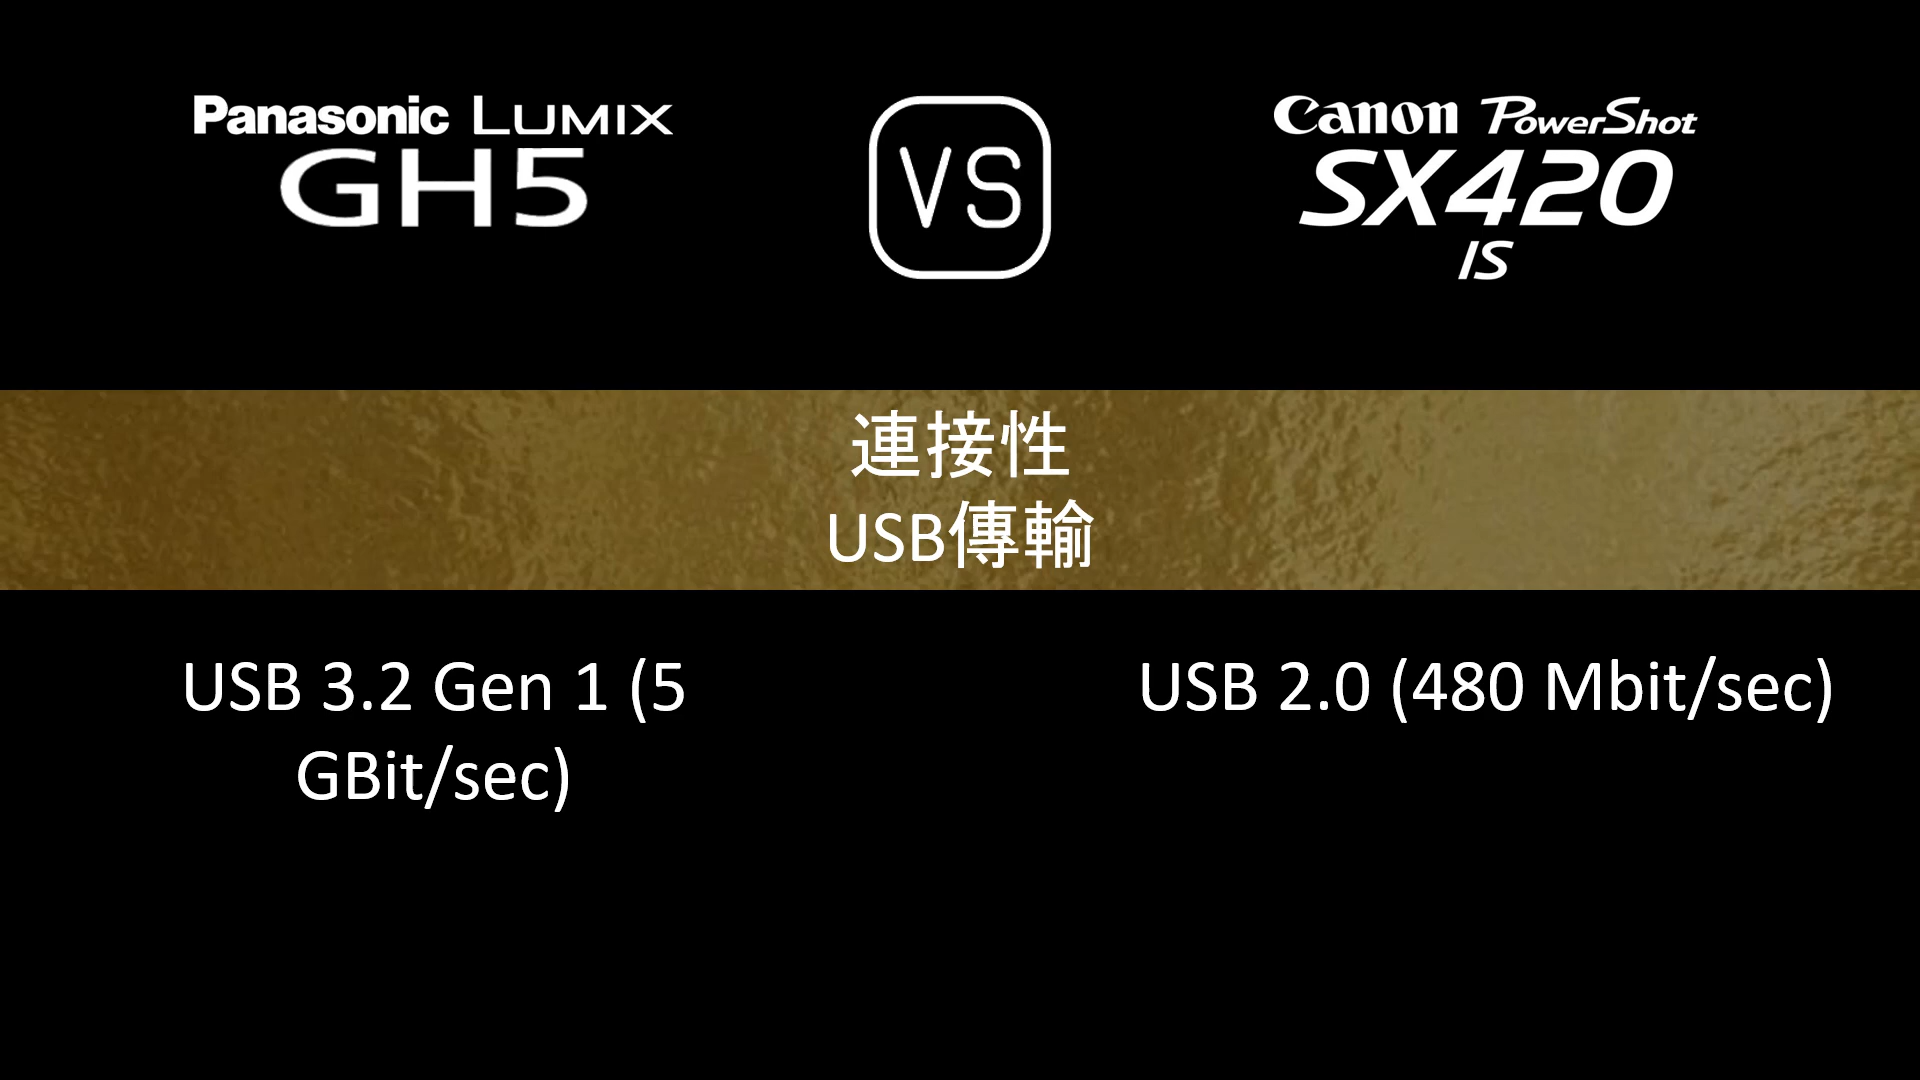 Panasonic LUMIX
GH5
VS
Canon PowerShot
SX420
IS
連接性
USB傳輸
USB 3.2 Gen 1 (5
GBit/sec)
USB 2.0 (480 Mbit/sec)